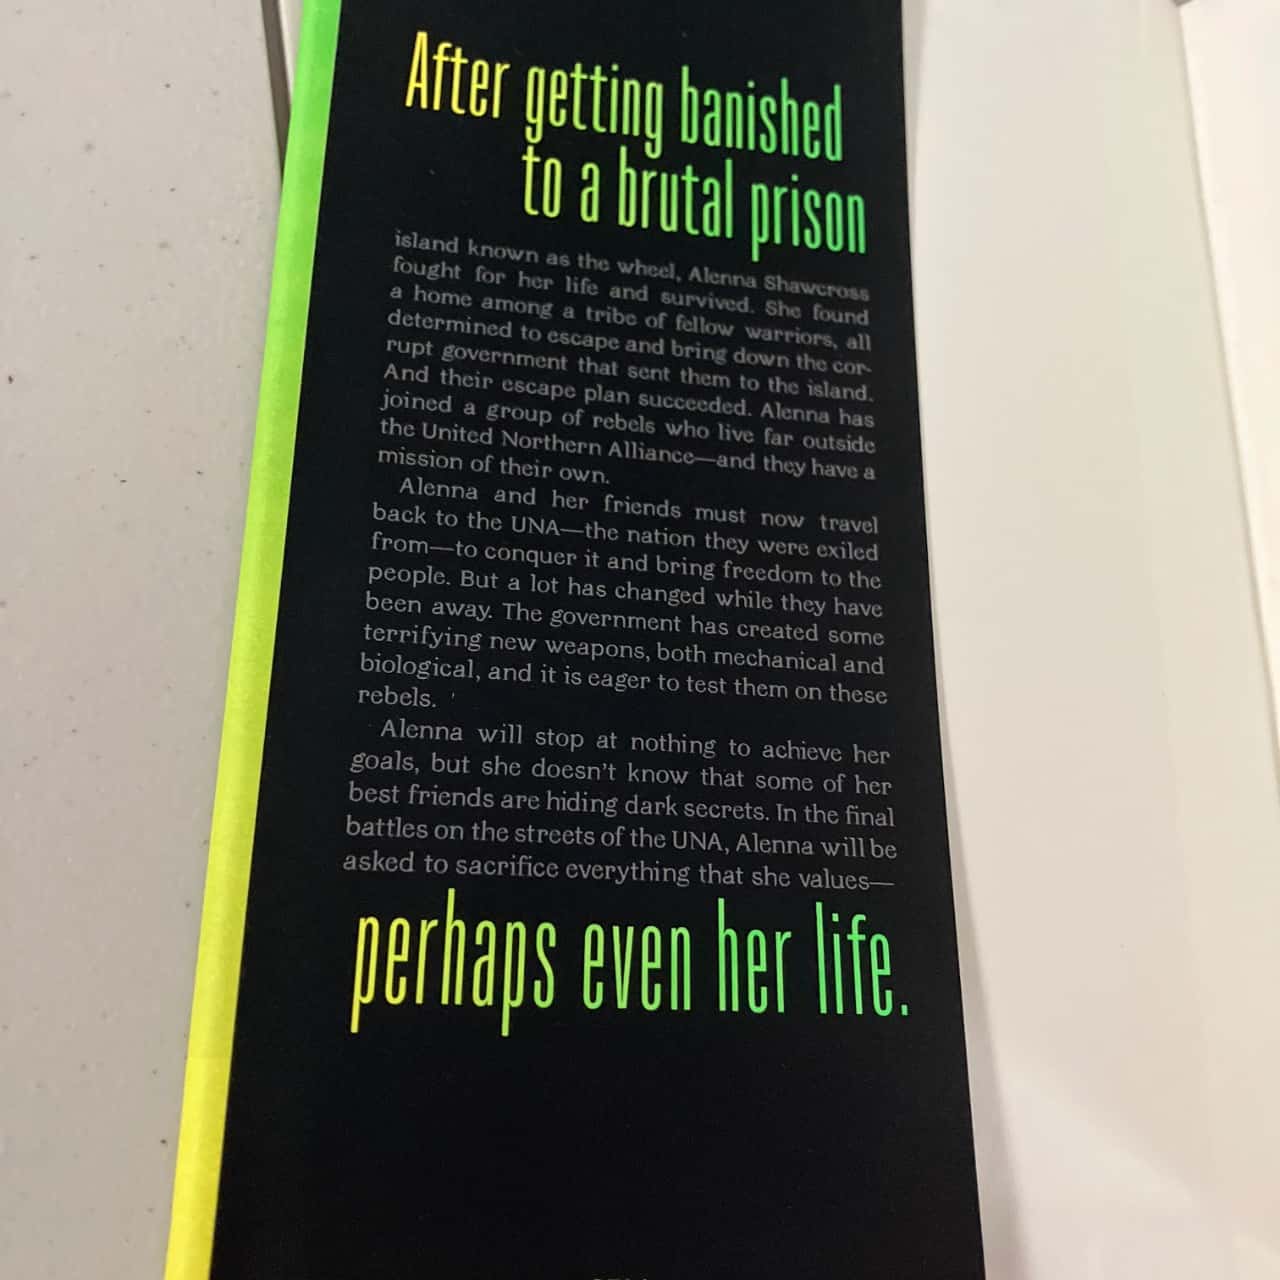 After getting banished
to a brutal prison
island known as the wheel, Alenna Shawcross
fought for her life and survived. She found
a home among a tribe of fellow warriors, all
determined to escape and bring down the cor-
rupt government that sent them to the island.
And their escape plan succeeded. Alenna has
joined a group of rebels who live far outside
the United Northern Alliance—and they have a
mission of their own.
Alenna and her friends must now travel
back to the UNA—the nation they were exiled
from—to conquer it and bring freedom to the
people. But a lot has changed while they have
been away. The government has created some
terrifying new weapons, both mechanical and
biological, and it is eager to test them on these
rebels.
Alenna will stop at nothing to achieve her
goals, but she doesn't know that some of her
best friends are hiding dark secrets. In the final
battles on the streets of the UNA, Alenna will be
asked to sacrifice everything that she values—
perhaps even her life.